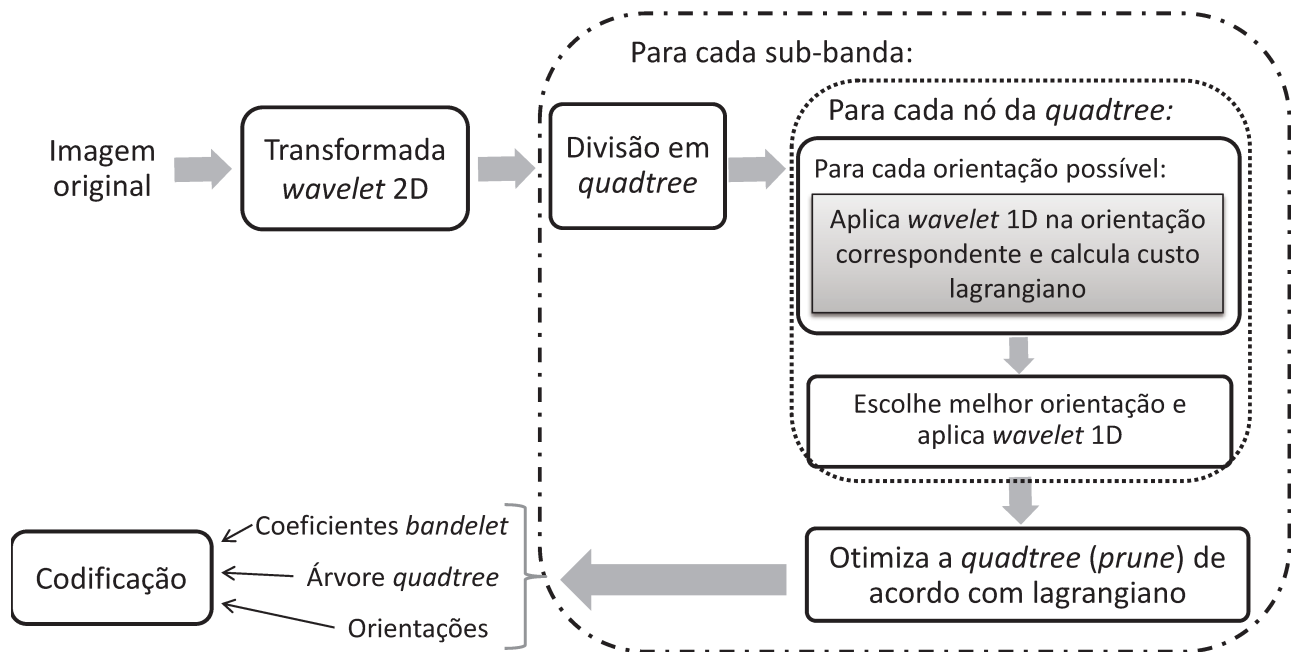 Para cada sub-banda:
Imagem
original
Transformada
wavelet 2D
Divisão em
quadtree
Para cada nó da quadtree:
Para cada orientação possível:
Aplica wavelet 1D na orientação
correspondente e calcula custo
lagrangiano
Escolhe melhor orientação e
aplica wavelet 1D
Otimiza a quadtree (prune) de
acordo com lagrangiano
Coeficientes bandelet
Árvore quadtree
Orientações
Codificação